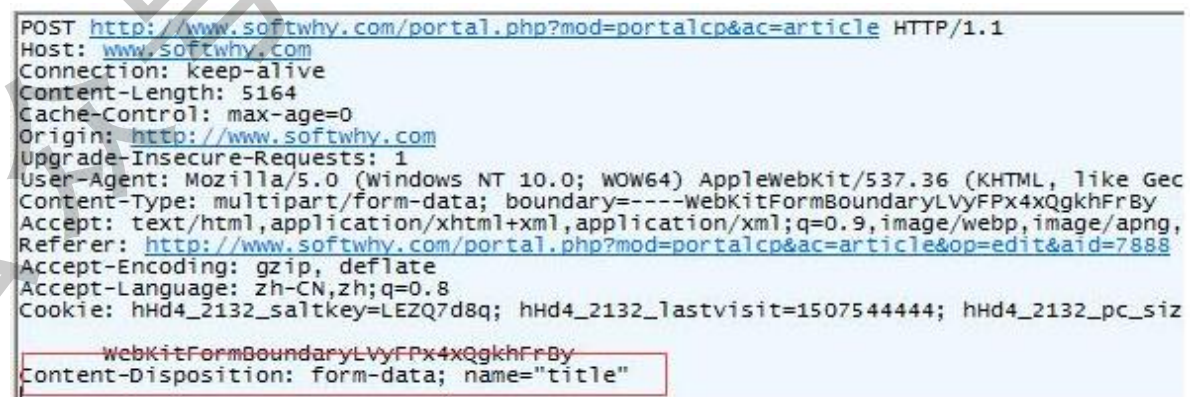 POST http://www.softwhy.com/portal.php?mod=portalcp&ac=article HTTP/1.1
Host: www.softwhy.com
Connection: keep-alive
Content-Length: 5164
Cache-Control: max-age=0
Origin: http://www.softwhy.com
Upgrade-Insecure-Requests: 1
User-Agent: Mozilla/5.0 (Windows NT 10.0; WOW64) AppleWebKit/537.36 (KHTML, like Gec
Content-Type: multipart/form-data; boundary=----WebKitFormBoundaryLVyFPx4xQgkhFrBy
Accept: text/html,application/xhtml+xml,application/xml;q=0.9,image/webp,image/apng,
Referer: http://www.softwhy.com/portal.php?mod=portalcp&ac=article&op=edit&aid=7888
Accept-Encoding: gzip, deflate
Accept-Language: zh-CN,zh;q=0.8
Cookie: hHd4_2132_saltkey=LEZQ7d8q; hHd4_2132_lastvisit=1507544444; hHd4_2132_pc_siz
WebKitFormBoundaryLVyFPx4xQgkhFrBy
Content-Disposition: form-data; name="title"